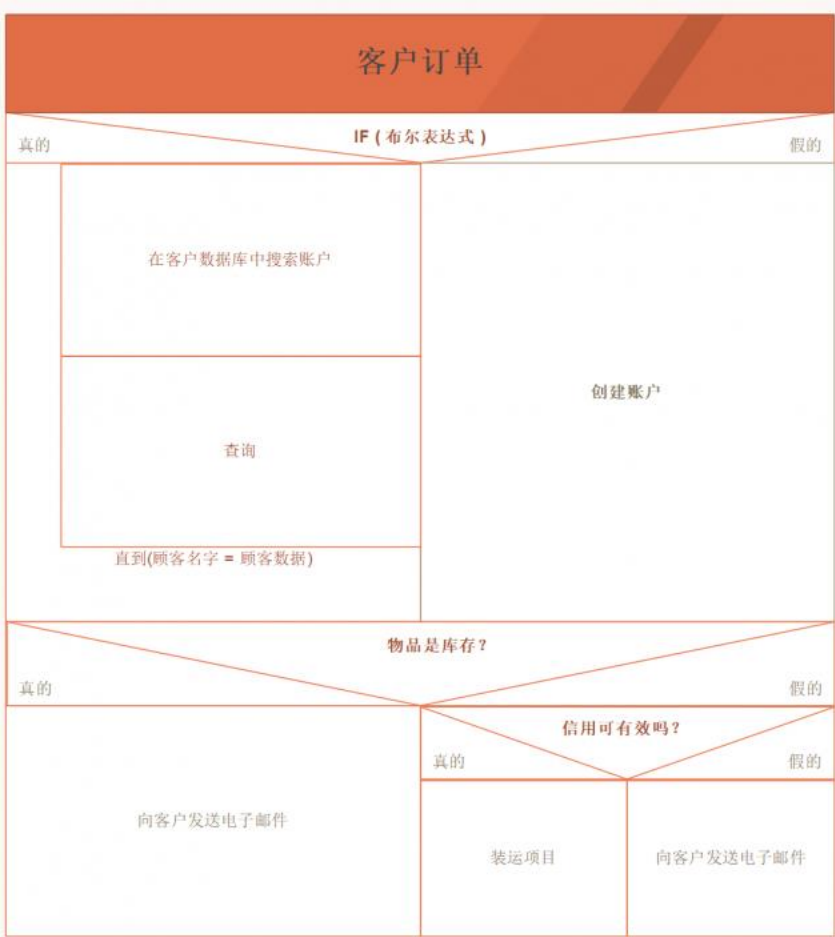 客户订单
IF ( 布尔表达式 )
真的
假的
在客户数据库中搜索账户
创建账户
查询
直到(顾客名字 = 顾客数据)
物品是库存？
真的
假的
信用可有效吗？
真的
假的
向客户发送电子邮件
装运项目
向客户发送电子邮件